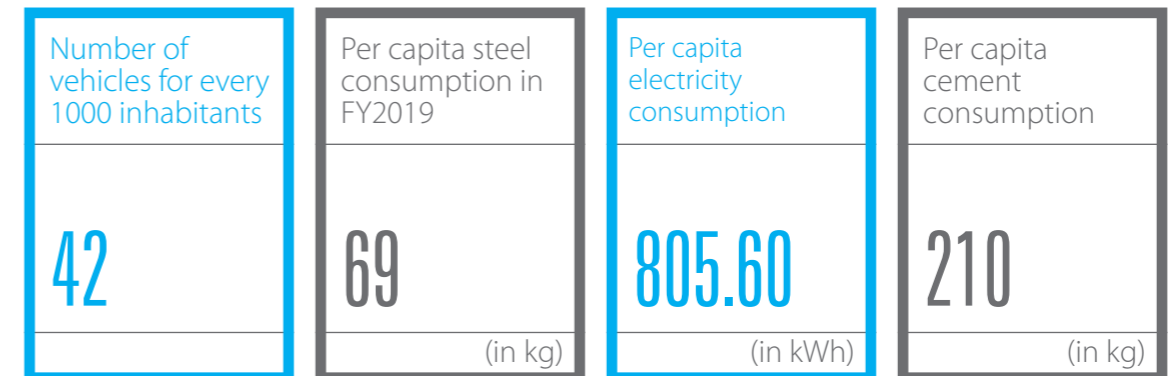 Number of
vehicles for every
1000 inhabitants
42
Per capita steel
consumption in
FY2019
69
(in kg)
Per capita
electricity
consumption
805.60
(in kWh)
Per capita
cement
consumption
210
(in kg)